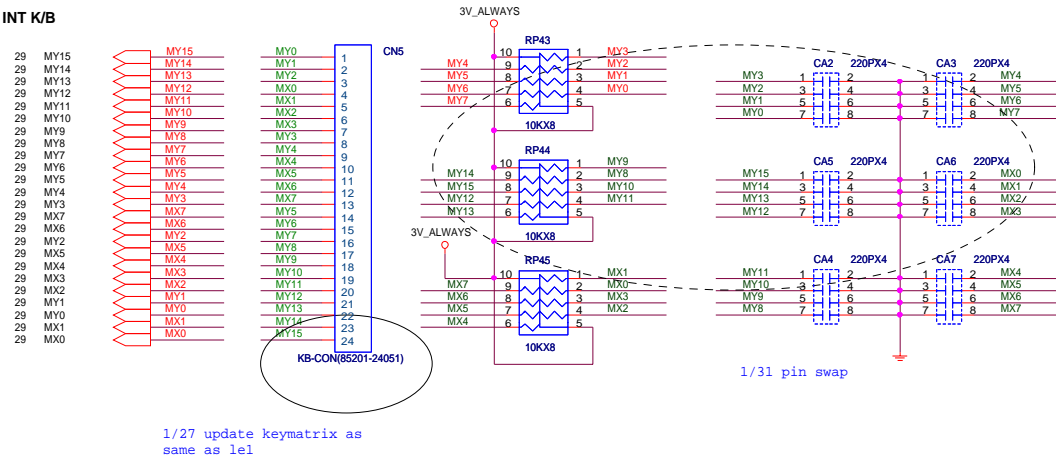 INT K/B
29 MY15 MY15
29 MY14 MY14
29 MY13 MY13
29 MY12 MY12
29 MY11 MY11
29 MY10 MY10
29 MY9 MY9
29 MY8 MY8
29 MY7 MY7
29 MY6 MY6
29 MY5 MY5
29 MY4 MY4
29 MY3 MY3
29 MX7 MX7
29 MX6 MX6
29 MY2 MY2
29 MX5 MX5
29 MX4 MX4
29 MX3 MX3
29 MX2 MX2
29 MY1 MY1
29 MY0 MY0
29 MX1 MX1
29 MX0 MX0
CN5
MY0 1
MY1 2
MY2 3
MX0 4
MX1 5
MX2 6
MX3 7
MY3 8
MY4 9
MX4 10
MX5 11
MX6 12
MX7 13
MY5 14
MY6 15
MY7 16
MY8 17
MY9 18
MY10 19
MY11 20
MY12 21
MY13 22
MY14 23
MY15 24
KB-CON(85201-24051)
1/27 update keymatrix as
same as le1
3V_ALWAYS
RP43
10 1 MY3
MY4 9 2 MY2
MY5 8 3 MY1
MY6 7 4 MY0
MY7 6 5
10KX8
RP44
10 1 MY9
MY14 9 2 MY8
MY15 8 3 MY10
MY12 7 4 MY11
MY13 6 5
10KX8
3V_ALWAYS
RP45
10 1 MX1
MX7 9 2 MX0
MX6 8 3 MX3
MX5 7 4 MX2
MX4 6 5
10KX8
CA2 220PX4
MY3 1 2
MY2 3 4
MY1 5 6
MY0 7 8
CA3 220PX4
1 2 MY4
3 4 MY5
5 6 MY6
7 8 MY7
CA5 220PX4
MY15 1 2
MY14 3 4
MY13 5 6
MY12 7 8
CA6 220PX4
1 2 MX0
3 4 MX1
5 6 MX2
7 8 MX3
CA4 220PX4
MY11 1 2
MY10 3 4
MY9 5 6
MY8 7 8
CA7 220PX4
1 2 MX4
3 4 MX5
5 6 MX6
7 8 MX7
1/31 pin swap